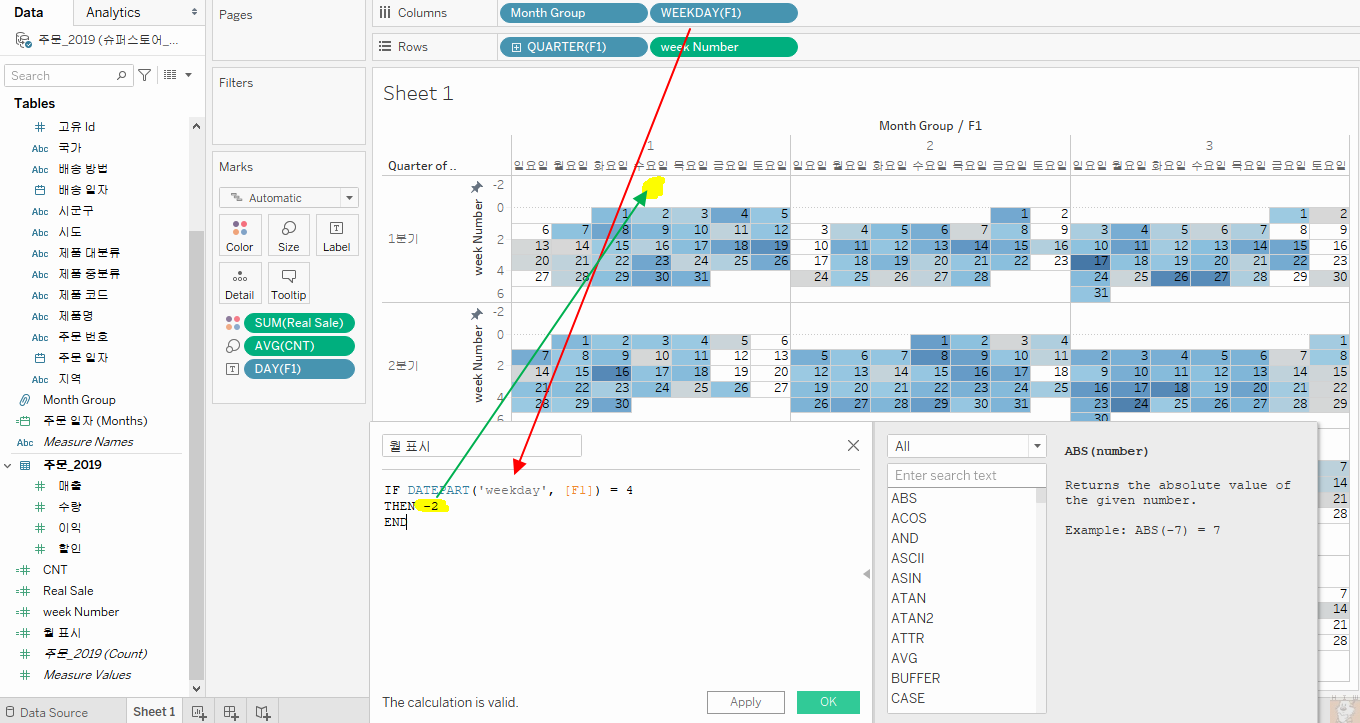 Data
Analytics
Pages
Columns
Month Group
WEEKDAY(F1)
Rows
QUARTER(F1)
week Number
주문_2019 (슈퍼스토어_...
Search
Tables
고유 Id
Abc 국가
Abc 배송 방법
배송 일자
Abc 시군구
Abc 시도
Abc 제품 대분류
Abc 제품 중분류
Abc 제품 코드
Abc 제품명
Abc 주문 번호
주문 일자
Abc 지역
Month Group
주문 일자 (Months)
Abc Measure Names
주문_2019
매출
수량
이익
할인
CNT
Real Sale
week Number
월 표시
주문_2019 (Count)
Measure Values
Data Source
Sheet 1
Filters
Marks
Automatic
Color
Size
Label
Detail
Tooltip
SUM(Real Sale)
AVG(CNT)
DAY(F1)
Sheet 1
Month Group / F1
1 2 3
Quarter of ..
일요일 월요일 화요일 수요일 목요일 금요일 토요일 일요일 월요일 화요일 수요일 목요일 금요일 토요일 일요일 월요일 화요일 수요일 목요일 금요일 토요일
1분기
week Number
-2
0
2
4
6
1 2 3 4 5 1 2 1 2
6 7 8 9 10 11 12 3 4 5 6 7 8 9 3 4 5 6 7 8 9
13 14 15 16 17 18 19 10 11 12 13 14 15 16 10 11 12 13 14 15 16
20 21 22 23 24 25 26 17 18 19 20 21 22 23 17 18 19 20 21 22 23
27 28 29 30 31 24 25 26 27 28 24 25 26 27 28 29 30
31
2분기
week Number
-2
0
2
4
6
1 2 3 4 5 6 1 2 3 4 1
7 8 9 10 11 12 13 5 6 7 8 9 10 11 2 3 4 5 6 7 8
14 15 16 17 18 19 20 12 13 14 15 16 17 18 9 10 11 12 13 14 15
21 22 23 24 25 26 27 19 20 21 22 23 24 25 16 17 18 19 20 21 22
28 29 30 26 27 28 29 30 31 23 24 25 26 27 28 29
30
7
14
21
28
7
14
21
28
월 표시
IF DATEPART('weekday', [F1]) = 4
THEN -2
END
The calculation is valid.
Apply
OK
All
Enter search text
ABS
ACOS
AND
ASCII
ASIN
ATAN
ATAN2
ATTR
AVG
BUFFER
CASE
ABS(number)
Returns the absolute value of
the given number.
Example: ABS(-7) = 7